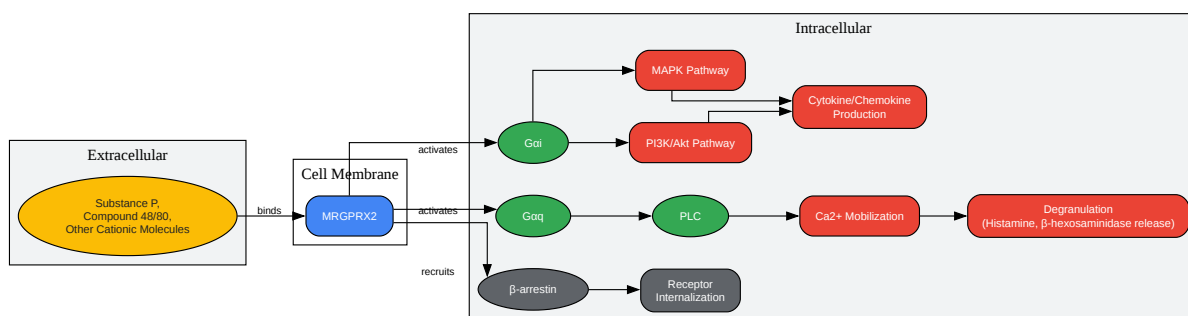 Intracellular
MAPK Pathway
Cytokine/Chemokine
Production
Gαi
PI3K/Akt Pathway
activates
Extracellular
Cell Membrane
Substance P,
Compound 48/80,
Other Cationic Molecules
binds
MRGPRX2
activates
Gαq
PLC
Ca2+ Mobilization
Degranulation
(Histamine, β-hexosaminidase release)
recruits
β-arrestin
Receptor
Internalization